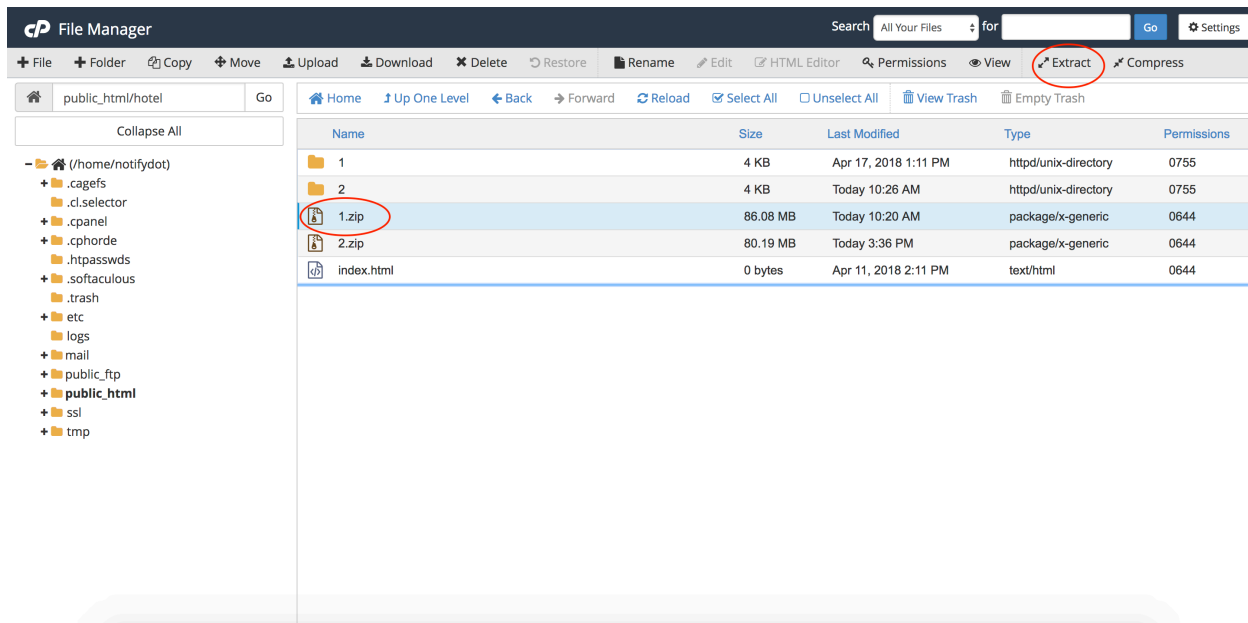 cP File Manager Search All Your Files for Go Settings
File Folder Copy Move Upload Download Delete Restore Rename Edit HTML Editor Permissions View Extract Compress
public_html/hotel Go Home Up One Level Back Forward Reload Select All Unselect All View Trash Empty Trash
Collapse All
Name Size Last Modified Type Permissions
(/home/notifydot)
.cagefs
.cl.selector
.cpanel
.cphorde
.htpasswds
.softaculous
.trash
etc
logs
mail
public_ftp
public_html
ssl
tmp
1 4 KB Apr 17, 2018 1:11 PM httpd/unix-directory 0755
2 4 KB Today 10:26 AM httpd/unix-directory 0755
1.zip 86.08 MB Today 10:20 AM package/x-generic 0644
2.zip 80.19 MB Today 3:36 PM package/x-generic 0644
index.html 0 bytes Apr 11, 2018 2:11 PM text/html 0644